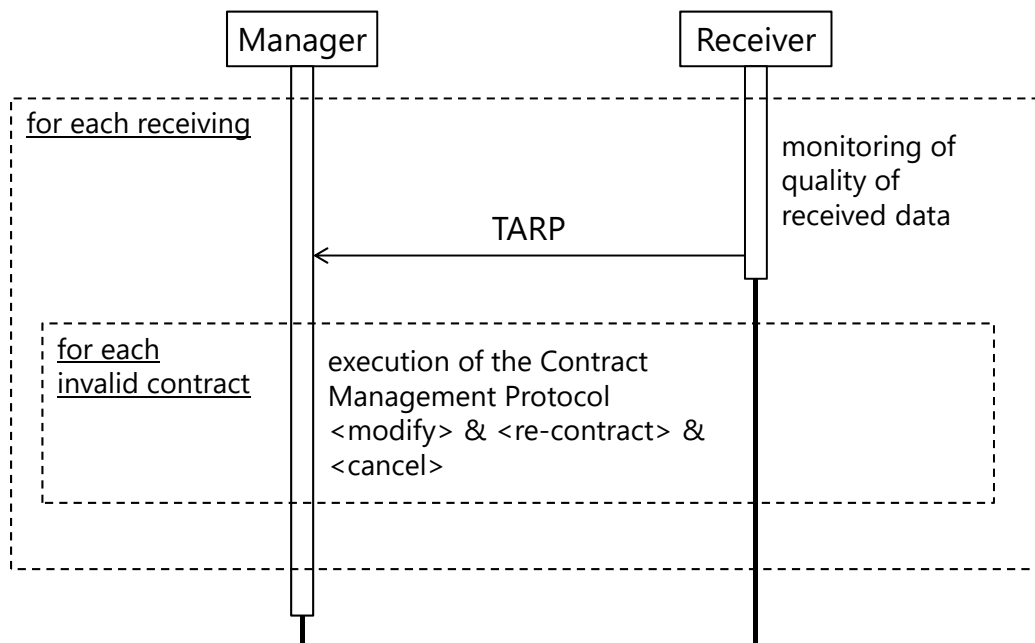 Manager
Receiver
for each receiving
monitoring of
quality of
received data
TARP
for each
invalid contract
execution of the Contract
Management Protocol
<modify> & <re-contract> &
<cancel>